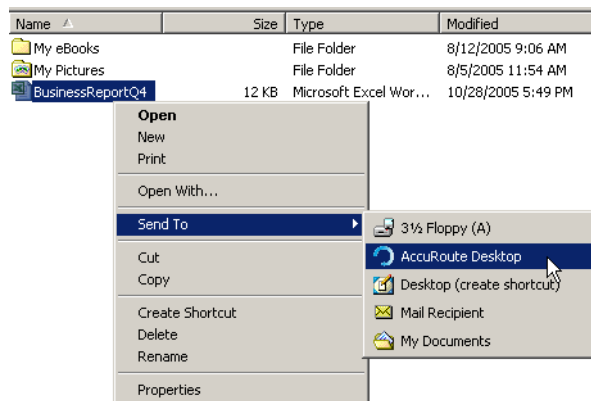 Name Size Type Modified
My eBooks File Folder 8/12/2005 9:06 AM
My Pictures File Folder 8/5/2005 11:54 AM
BusinessReportQ4 12 KB Microsoft Excel Wor... 10/28/2005 5:49 PM
Open
New
Print
Open With...
Send To
Cut
Copy
Create Shortcut
Delete
Rename
Properties
3½ Floppy (A)
AccuRoute Desktop
Desktop (create shortcut)
Mail Recipient
My Documents